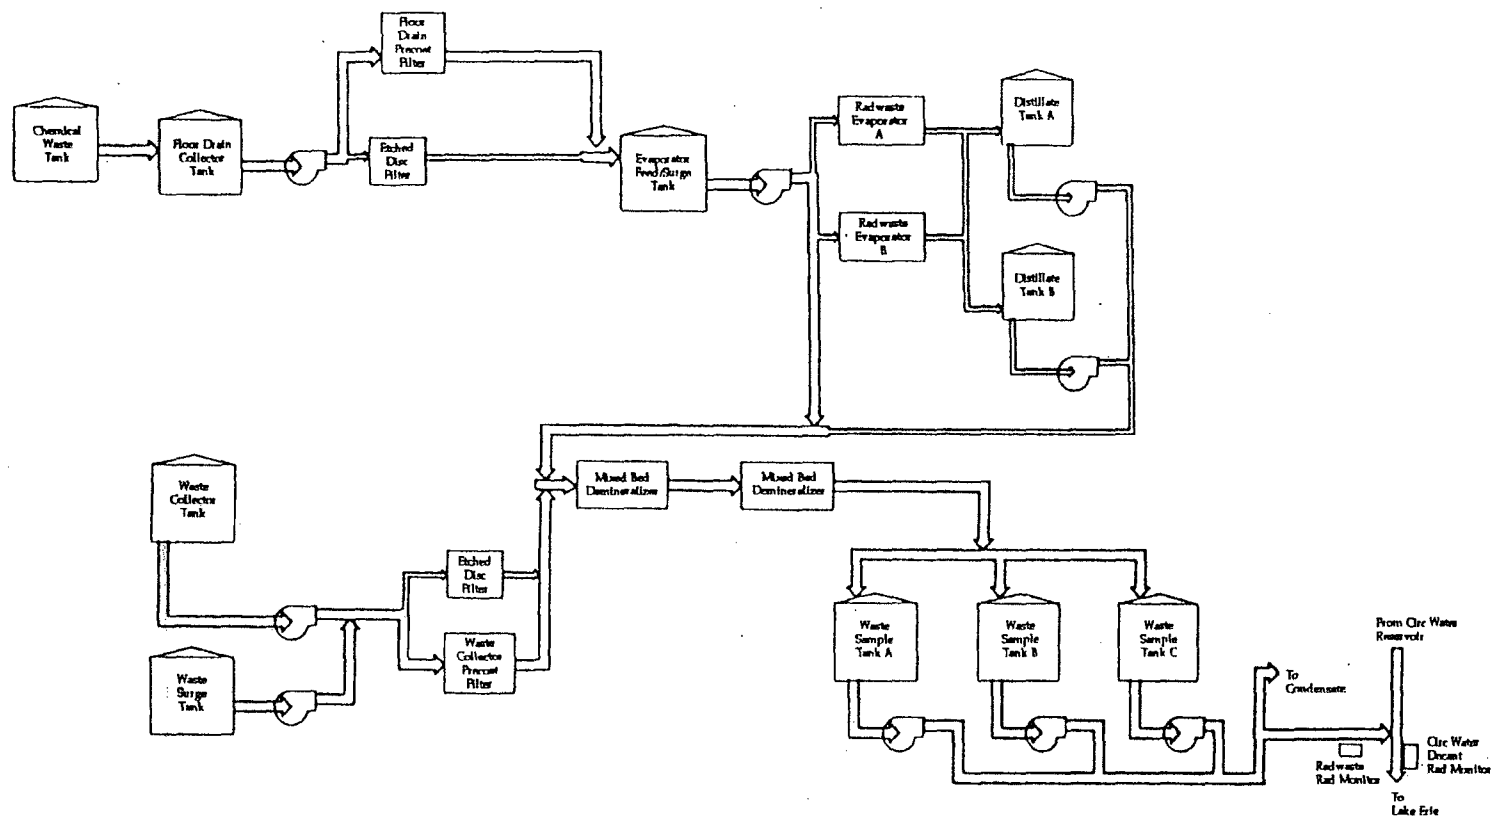 Floor
Drain
Precoat
Filter
Chemical
Waste
Tank
Floor Drain
Collector
Tank
Etched
Disc
Filter
Evaporator
Feed/Surge
Tank
Radwaste
Evaporator
A
Distillate
Tank A
Radwaste
Evaporator
B
Distillate
Tank B
Waste
Collector
Tank
Mixed Bed
Demineralizer
Mixed Bed
Demineralizer
Etched
Disc
Filter
Waste
Collector
Precoat
Filter
Waste
Surge
Tank
Waste
Sample
Tank A
Waste
Sample
Tank B
Waste
Sample
Tank C
To
Condensate
From Circ Water
Reservoir
Radwaste
Rad Monitor
Circ Water
Decant
Rad Monitor
To
Lake Erie